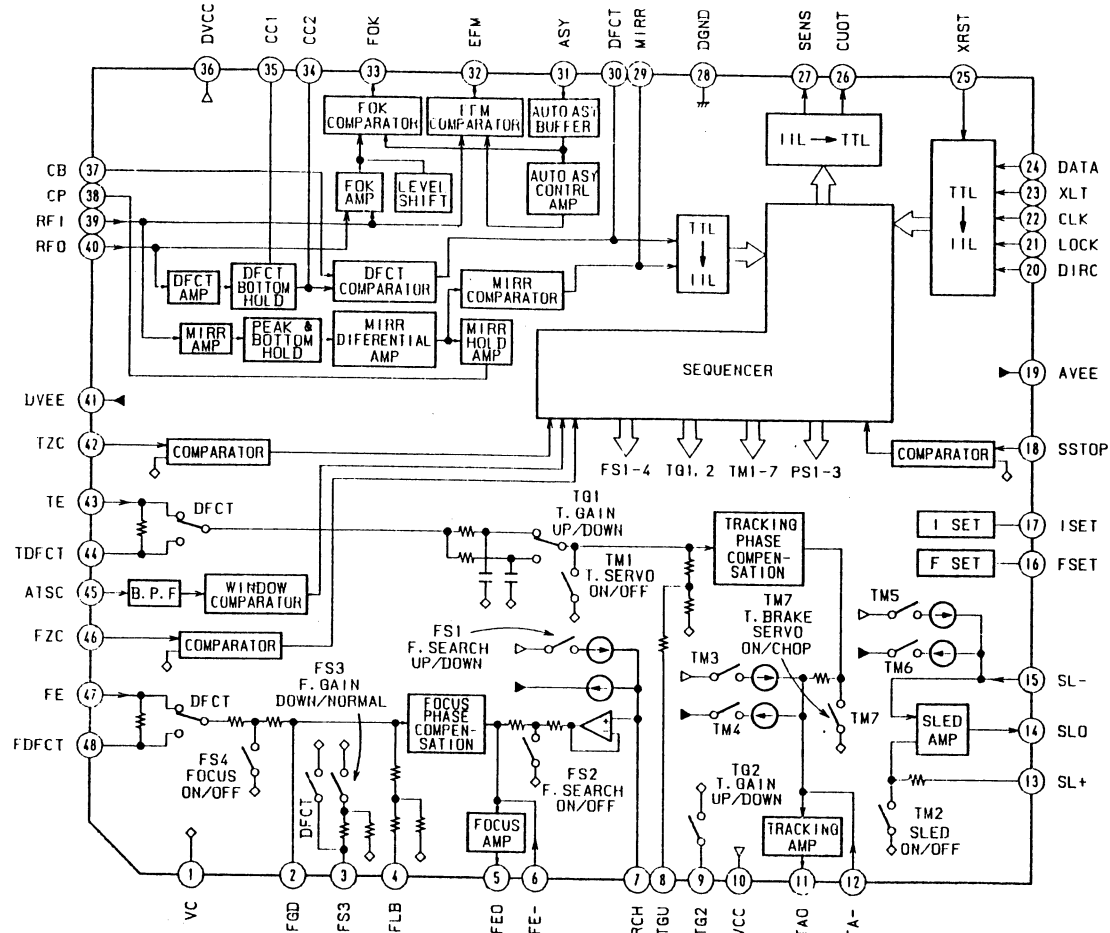 DVCC
CC1
CC2
FOK
EFM
ASY
DFCT
MIRR
DGND
SENS
CUOT
XRST
36
35
34
33
32
31
30
29
28
27
26
25
FOK
COMPARATOR
COMPARATOR
AUTO ASY
BUFFER
IIL → TTL
FOK
AMP
LEVEL
SHIFT
AUTO ASY
CONTRL
AMP
TTL
↓
IIL
TTL
↓
IIL
CB 37
CP 38
RFI 39
RFO 40
24 DATA
23 XLT
22 CLK
21 LOCK
20 DIRC
DFCT
AMP
DFCT
BOTTOM
HOLD
DFCT
COMPARATOR
MIRR
COMPARATOR
MIRR
AMP
PEAK &
BOTTOM
HOLD
MIRR
DIFERENTIAL
AMP
MIRR
HOLD
AMP
SEQUENCER
19 AVEE
DVEE 41
TZC 42
COMPARATOR
FS1-4 TG1, 2 TM1-7 PS1-3
COMPARATOR
18 SSTOP
TE 43
DFCT
TDFCT 44
TG1
T. GAIN
UP/DOWN
TM1
T. SERVO
ON/OFF
TRACKING
PHASE
COMPEN-
SATION
I SET 17 ISET
F SET 16 FSET
ATSC 45
B.P.F
WINDOW
COMPARATOR
FZC 46
COMPARATOR
FS1
F. SEARCH
UP/DOWN
TM7
T. BRAKE
SERVO
ON/CHOP
TM5
TM6
TM3
TM4
TM7
15 SL-
FE 47
DFCT
FDFCT 48
FS3
F. GAIN
DOWN/NORMAL
FOCUS
PHASE
COMPEN-
SATION
+
-
SLED
AMP
14 SLO
13 SL+
FS4
FOCUS
ON/OFF
FS2
F. SEARCH
ON/OFF
TG2
T. GAIN
UP/DOWN
TM2
SLED
ON/OFF
DFCT
FOCUS
AMP
TRACKING
AMP
1
2
3
4
5
6
7
8
9
10
11
12
VC
FGD
FS3
FLB
FEO
FE-
RCH
TGU
TG2
VCC
TAO
TA-